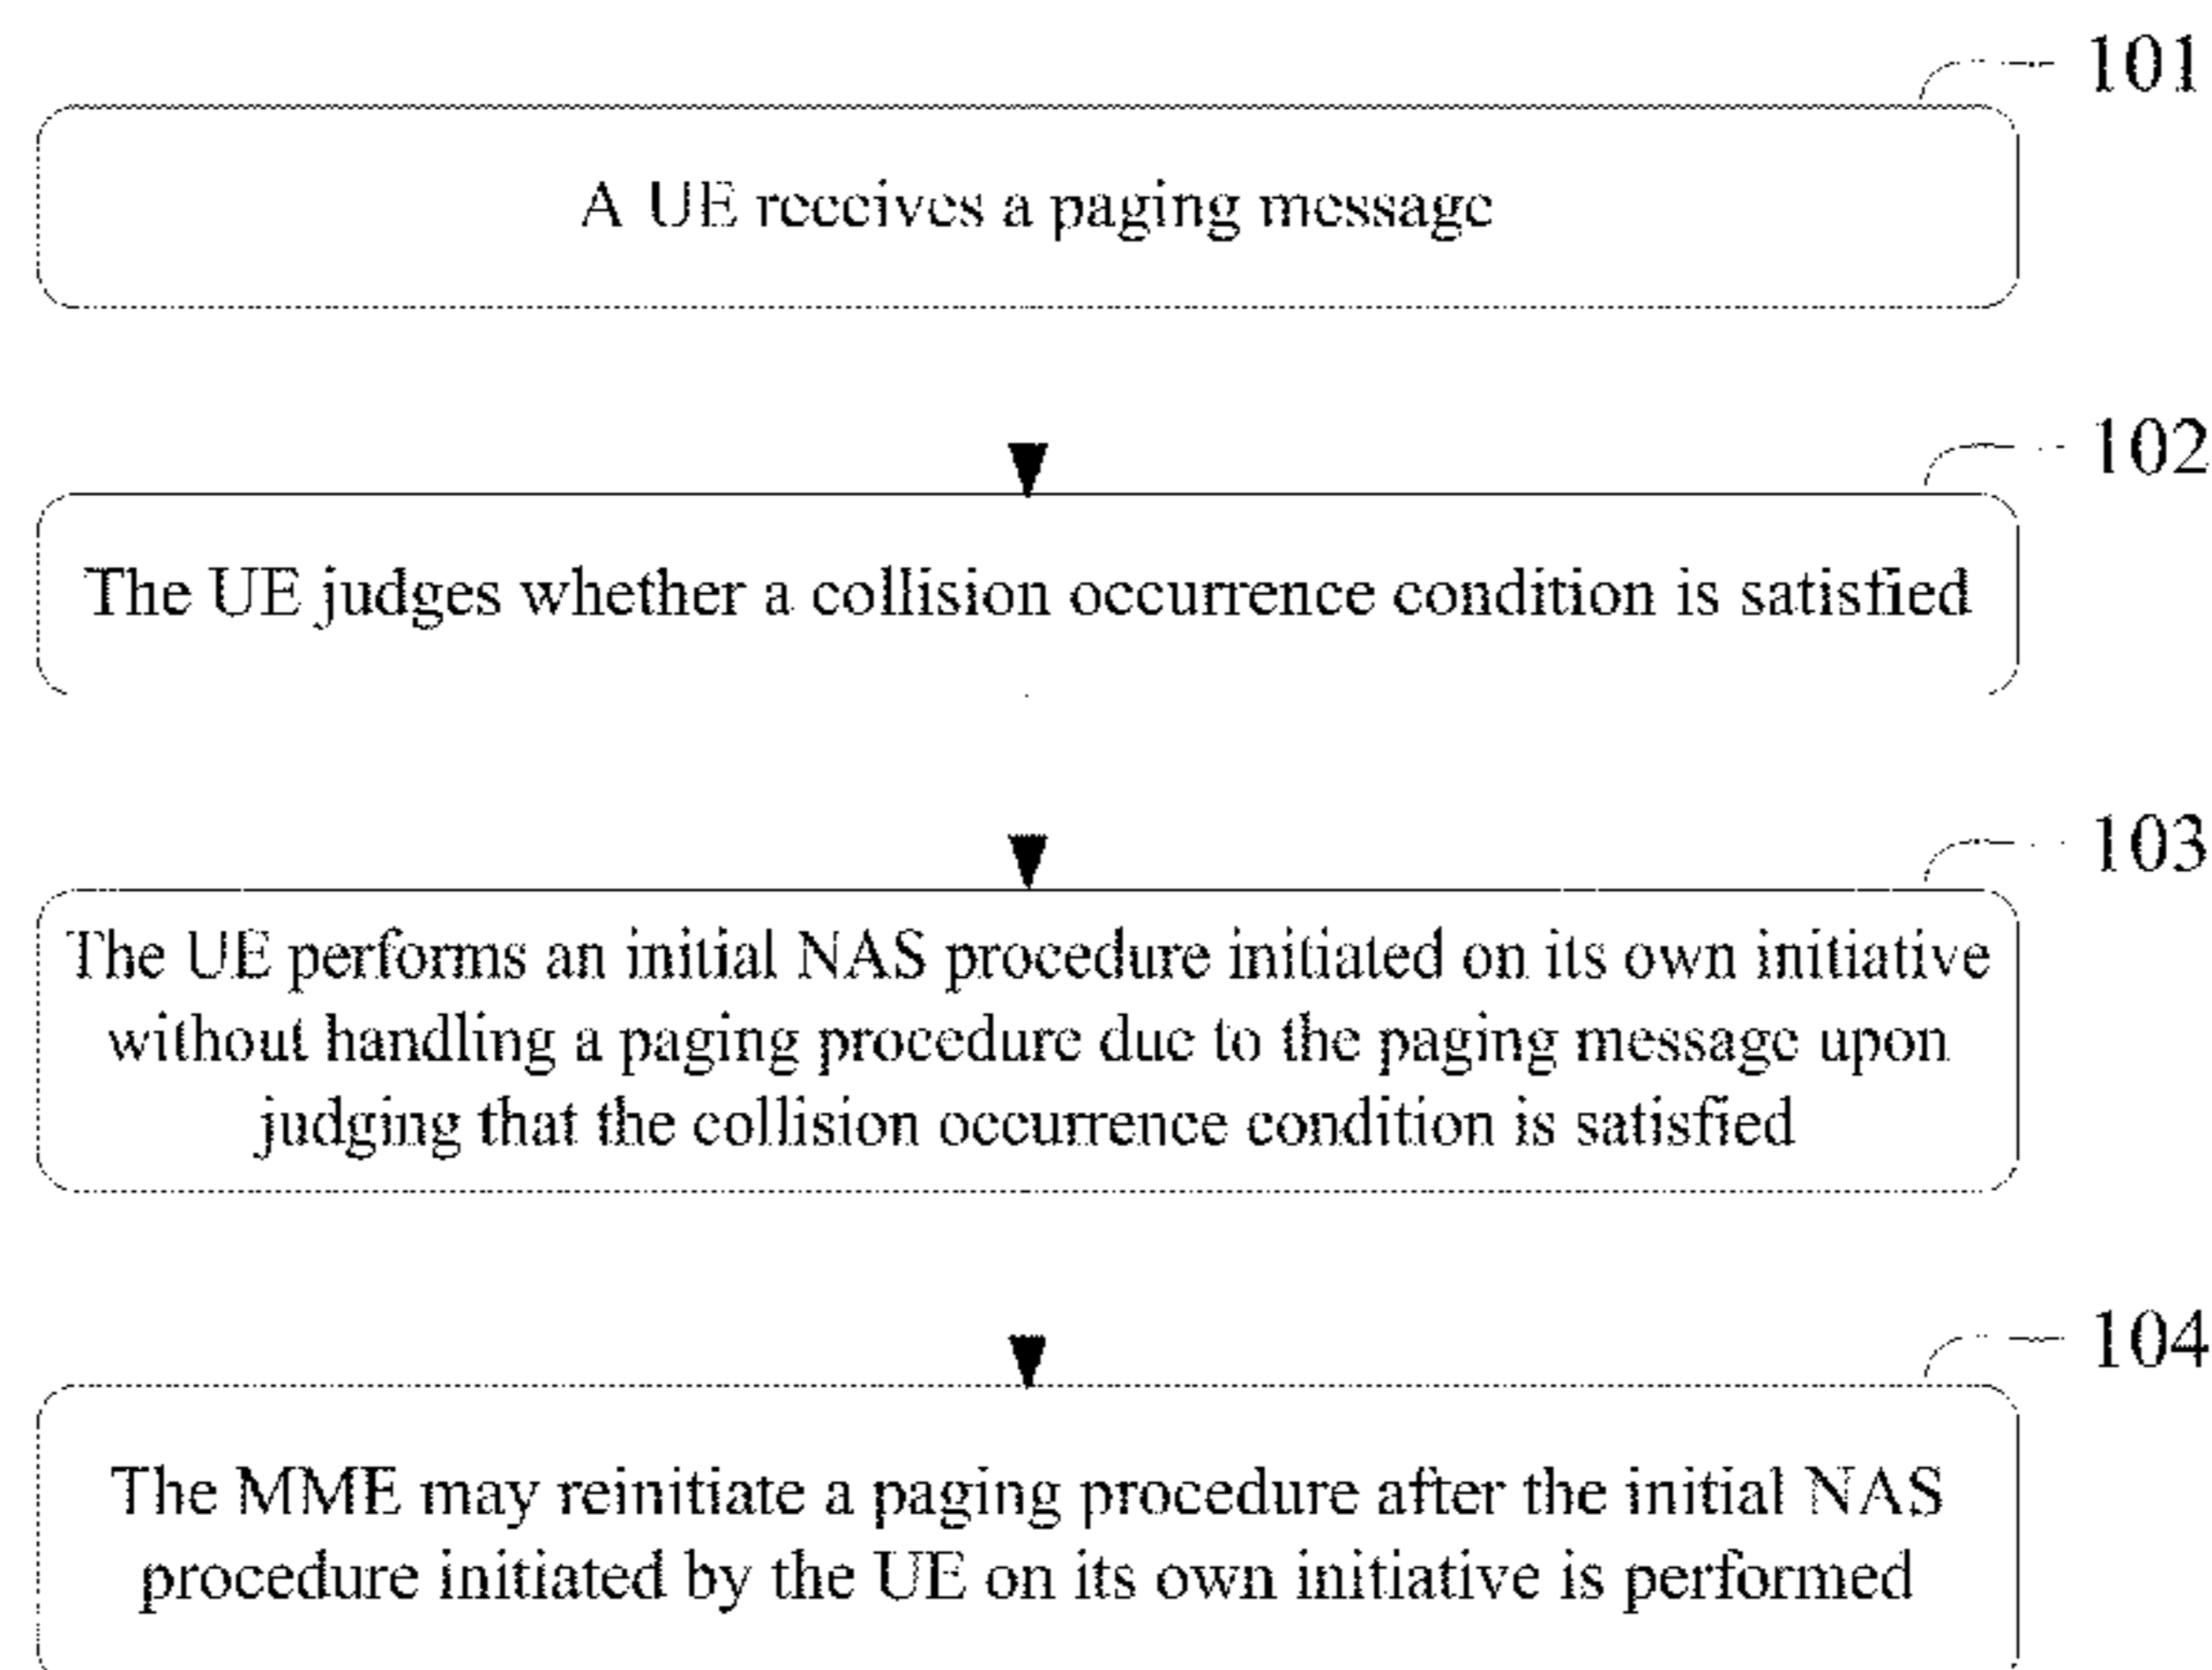 101
A UE receives a paging message
102
The UE judges whether a collision occurrence condition is satisfied
103
The UE performs an initial NAS procedure initiated on its own initiative
without handling a paging procedure due to the paging message upon
judging that the collision occurrence condition is satisfied
104
The MME may reinitiate a paging procedure after the initial NAS
procedure initiated by the UE on its own initiative is performed